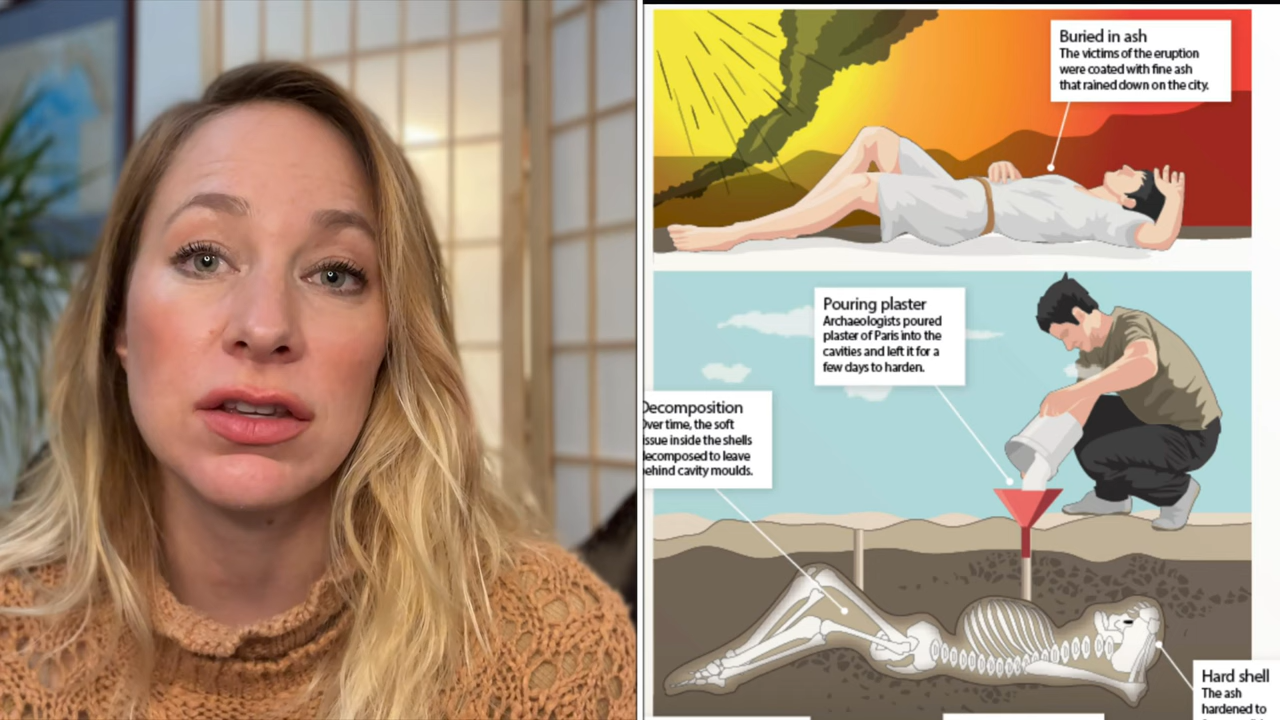 Buried in ash
The victims of the eruption
were coated with fine ash
that rained down on the city.
Pouring plaster
Archaeologists poured
plaster of Paris into the
cavities and left it for a
few days to harden.
Decomposition
Over time, the soft
issue inside the shells
decomposed to leave
ehind cavity moulds.
Hard shell
The ash
hardened to